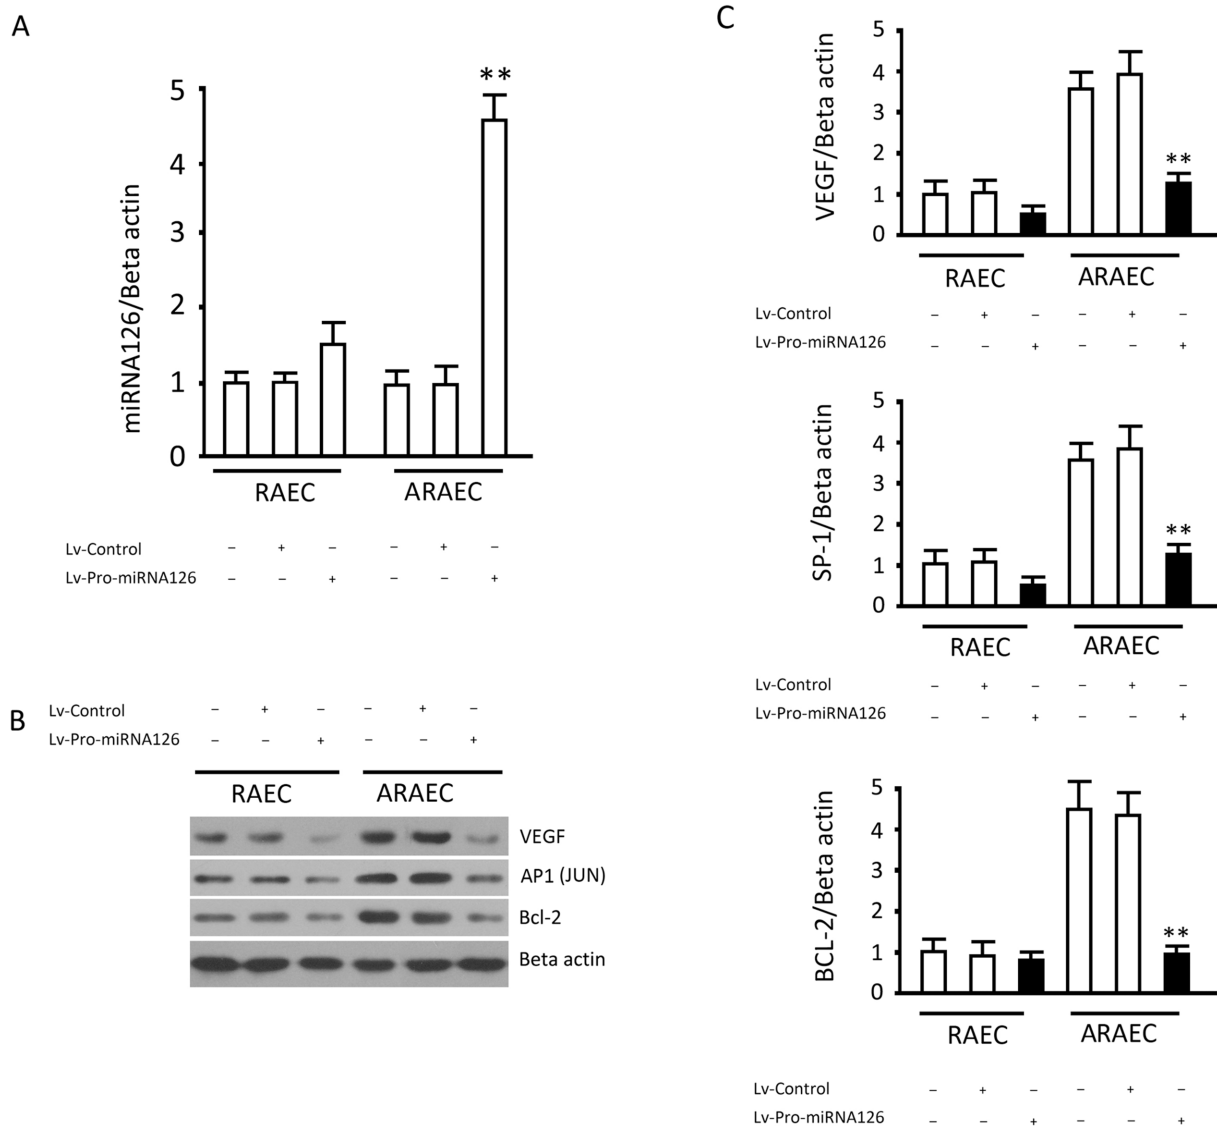 A
miRNA126/Beta actin
5
4
3
2
1
0
**
RAEC
ARAEC
Lv-Control – + – – + –
Lv-Pro-miRNA126 – – + – – +
B
Lv-Control – + – – + –
Lv-Pro-miRNA126 – – + – – +
RAEC
ARAEC
VEGF
AP1 (JUN)
Bcl-2
Beta actin
C
VEGF/Beta actin
5
4
3
2
1
0
**
RAEC
ARAEC
Lv-Control – + – – + –
Lv-Pro-miRNA126 – – + – – +
SP-1/Beta actin
5
4
3
2
1
0
**
RAEC
ARAEC
Lv-Control – + – – + –
Lv-Pro-miRNA126 – – + – – +
BCL-2/Beta actin
5
4
3
2
1
0
**
RAEC
ARAEC
Lv-Control – + – – + –
Lv-Pro-miRNA126 – – + – – +